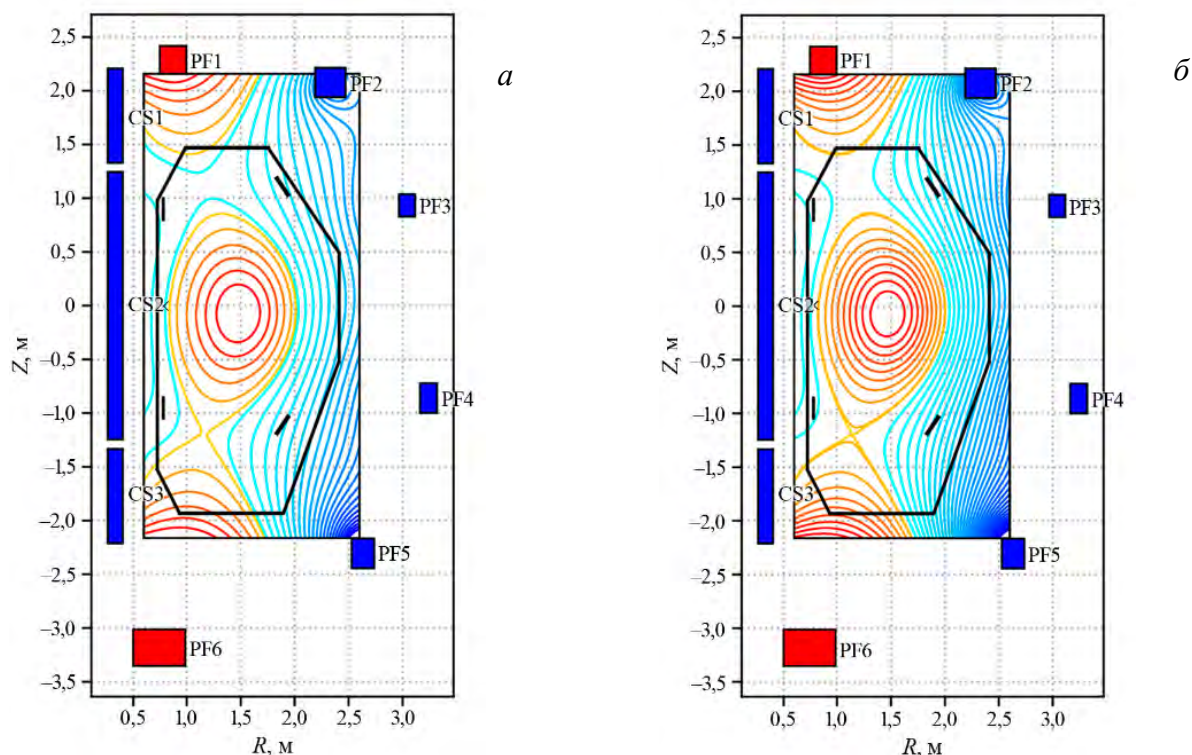 2,5
2,0
1,5
1,0
0,5
0
–0,5
–1,0
–1,5
–2,0
–2,5
–3,0
–3,5
Z, м
PF1
PF2
CS1
PF3
CS2
PF4
CS3
PF5
PF6
0,5 1,0 1,5 2,0 2,5 3,0
R, м
а
2,5
2,0
1,5
1,0
0,5
0
–0,5
–1,0
–1,5
–2,0
–2,5
–3,0
–3,5
Z, м
PF1
PF2
CS1
PF3
CS2
PF4
CS3
PF5
PF6
0,5 1,0 1,5 2,0 2,5 3,0
R, м
б